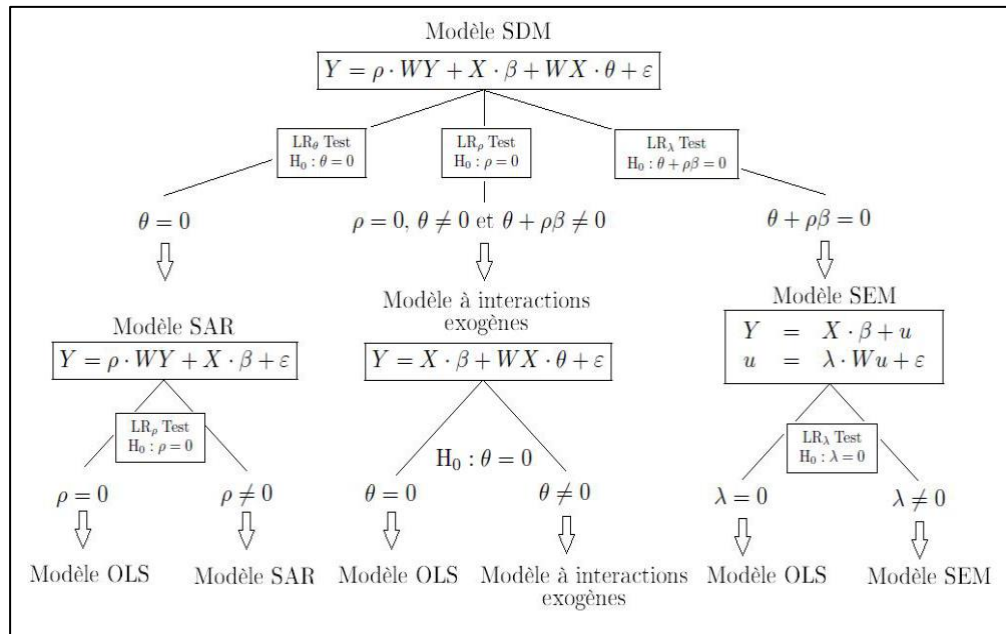 Modèle SDM
Y = ρ · WY + X · β + WX · θ + ε
LRθ Test
H0 : θ = 0
LRρ Test
H0 : ρ = 0
LRλ Test
H0 : θ + ρβ = 0
θ = 0
ρ = 0, θ ≠ 0 et θ + ρβ ≠ 0
θ + ρβ = 0
Modèle SAR
Y = ρ · WY + X · β + ε
Modèle à interactions
exogènes
Y = X · β + WX · θ + ε
Modèle SEM
Y = X · β + u
u = λ · Wu + ε
LRρ Test
H0 : ρ = 0
H0 : θ = 0
LRλ Test
H0 : λ = 0
ρ = 0
ρ ≠ 0
θ = 0
θ ≠ 0
λ = 0
λ ≠ 0
Modèle OLS
Modèle SAR
Modèle OLS
Modèle à interactions
exogènes
Modèle OLS
Modèle SEM